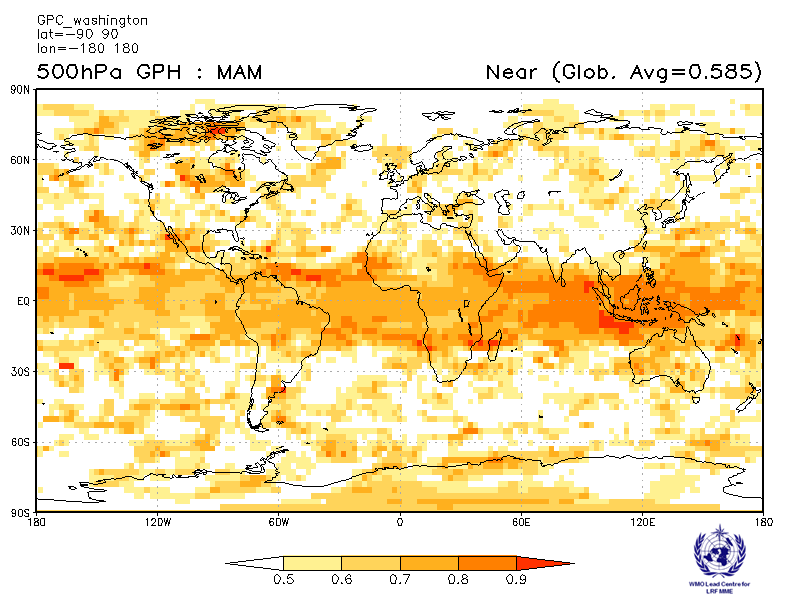 GPC_washington
lat=−90 90
lon=−180 180
500hPa GPH : MAM
Near (Glob. Avg=0.585)
90N
60N
30N
EQ
30S
60S
90S
180 120W 60W 0 60E 120E 180
0.5 0.6 0.7 0.8 0.9
WMO Lead Centre for
LRF MME